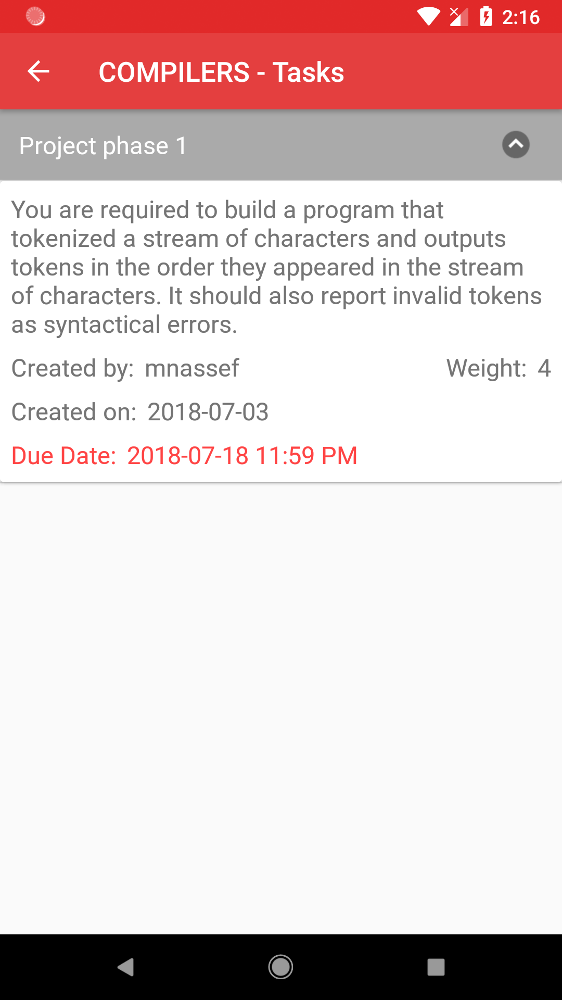 2:16
COMPILERS - Tasks
Project phase 1
You are required to build a program that
tokenized a stream of characters and outputs
tokens in the order they appeared in the stream
of characters. It should also report invalid tokens
as syntactical errors.
Created by: mnassef Weight: 4
Created on: 2018-07-03
Due Date: 2018-07-18 11:59 PM